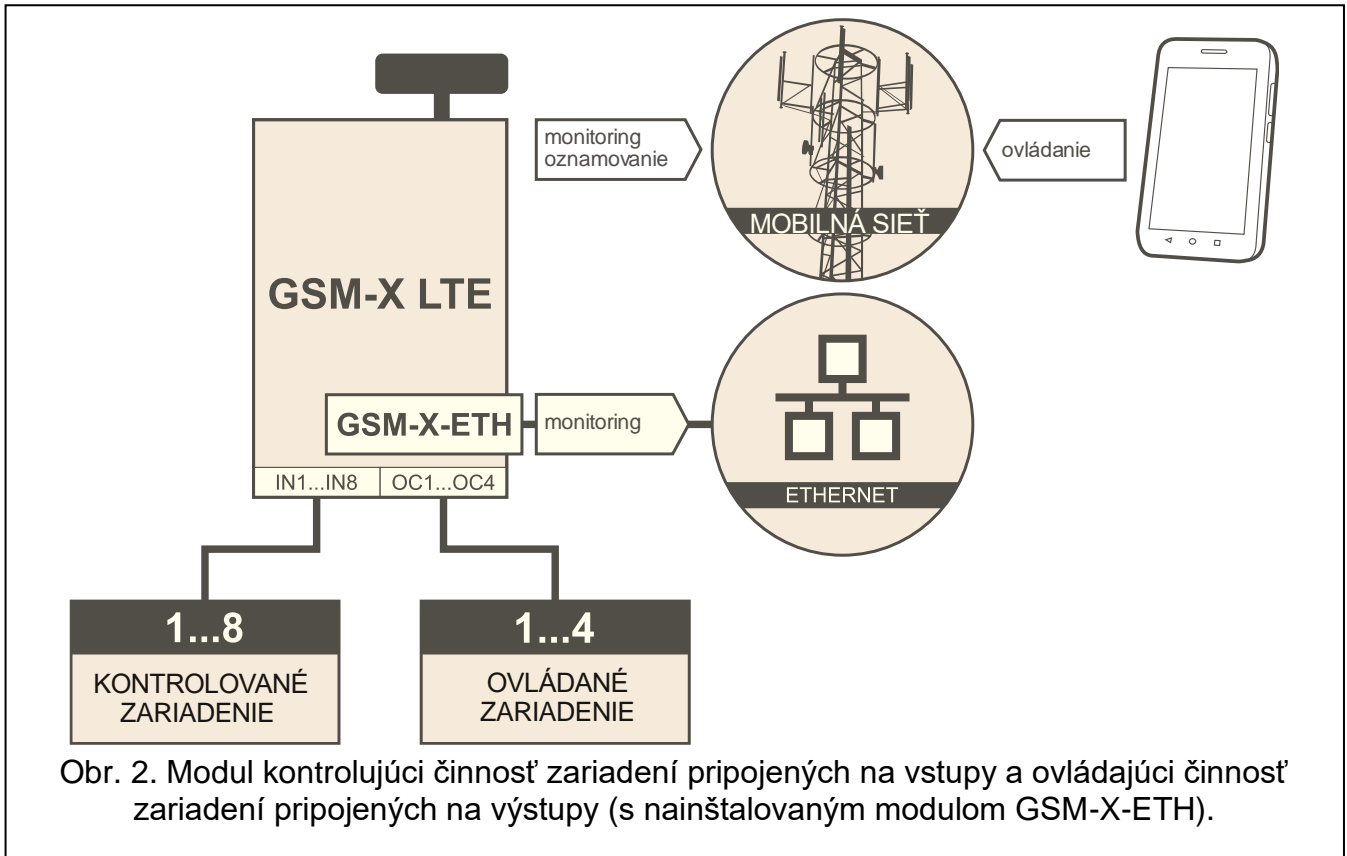 monitoring
oznamovanie
ovládanie
MOBILNÁ SIEŤ
GSM-X LTE
GSM-X-ETH
monitoring
IN1...IN8
OC1...OC4
ETHERNET
1...8
KONTROLOVANÉ
ZARIADENIE
1...4
OVLÁDANÉ
ZARIADENIE
Obr. 2. Modul kontrolujúci činnosť zariadení pripojených na vstupy a ovládajúci činnosť
zariadení pripojených na výstupy (s nainštalovaným modulom GSM-X-ETH).